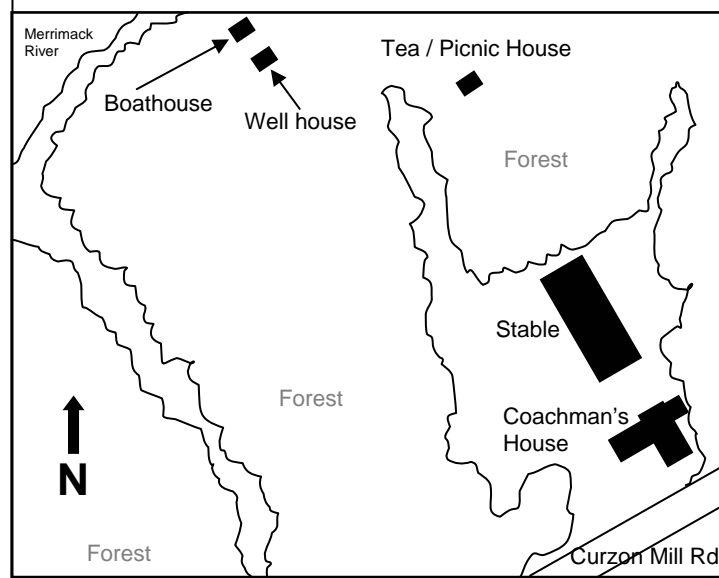 Merrimack
River
Tea / Picnic House
Boathouse
Well house
Forest
Stable
Forest
Coachman's
House
N
Forest
Curzon Mill Rd